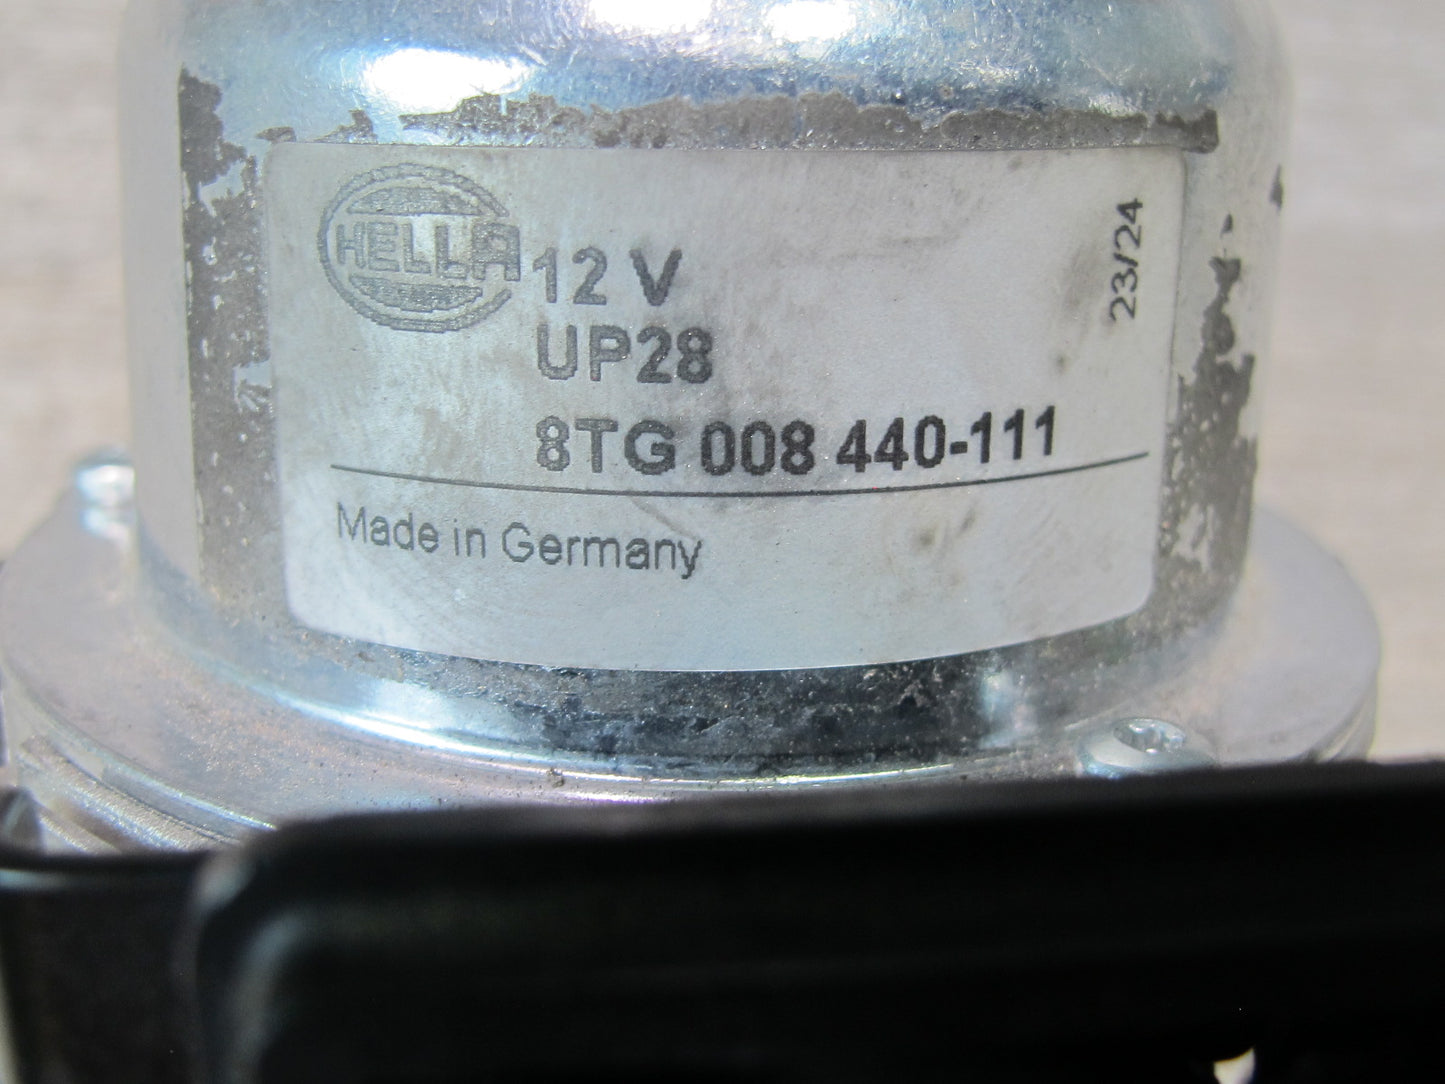 HELLA
12 V
UP28
8TG 008 440-111
23/24
Made in Germany